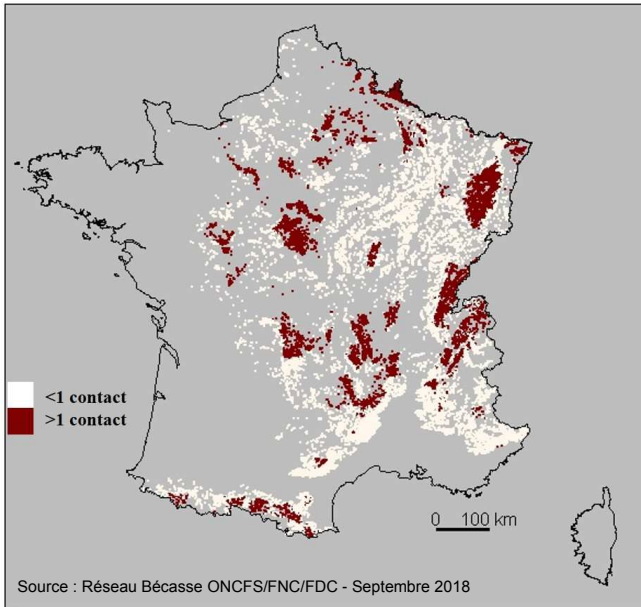 <1 contact
>1 contact
0 100 km
Source : Réseau Bécasse ONCFS/FNC/FDC - Septembre 2018